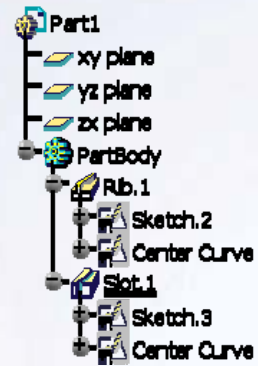 Part1
xy plane
yz plane
zx plane
PartBody
Rib.1
Sketch.2
Center Curve
Slot.1
Sketch.3
Center Curve